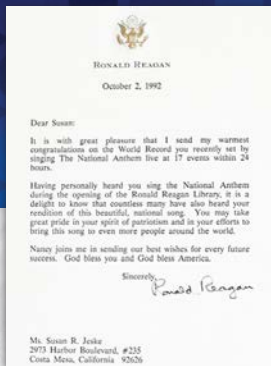 RONALD REAGAN
October 2, 1992
Dear Susan:
It is with great pleasure that I send my warmest
congratulations on the World Record you recently set by
singing The National Anthem live at 17 events within 24
hours.
Having personally heard you sing the National Anthem
during the opening of the Ronald Reagan Library, it is a
delight to know that countless many have also heard your
rendition of this beautiful, national song. You may take
great pride in your spirit of patriotism and in your efforts to
bring this song to even more people around the world.
Nancy joins me in sending our best wishes for every future
success. God bless you and God bless America.
Sincerely,
Ronald Reagan
Ms. Susan R. Jeske
2973 Harbor Boulevard, #235
Costa Mesa, California 92626